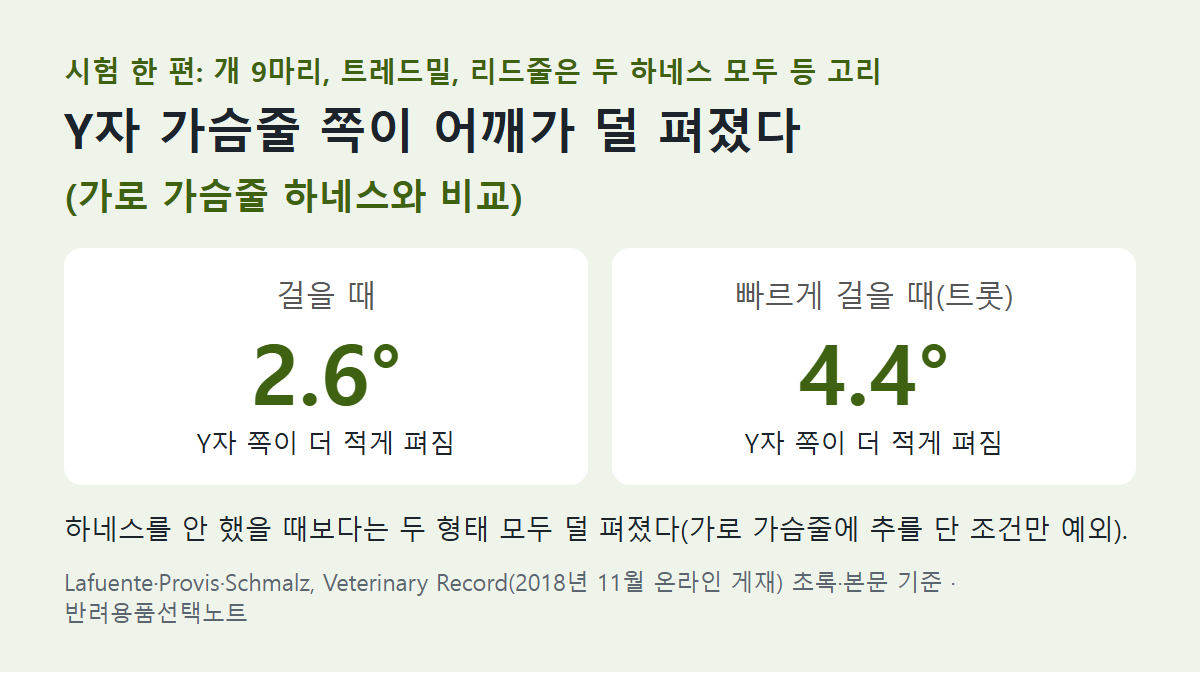 시험 한 편: 개 9마리, 트레드밀, 리드줄은 두 하네스 모두 등 고리
Y자 가슴줄 쪽이 어깨가 덜 펴졌다
(가로 가슴줄 하네스와 비교)
걸을 때
2.6°
Y자 쪽이 더 적게 펴짐
빠르게 걸을 때(트롯)
4.4°
Y자 쪽이 더 적게 펴짐
하네스를 안 했을 때보다는 두 형태 모두 덜 펴졌다(가로 가슴줄에 추를 단 조건만 예외).
Lafuente·Provis·Schmalz, Veterinary Record(2018년 11월 온라인 게재) 초록·본문 기준 ·
반려용품선택노트